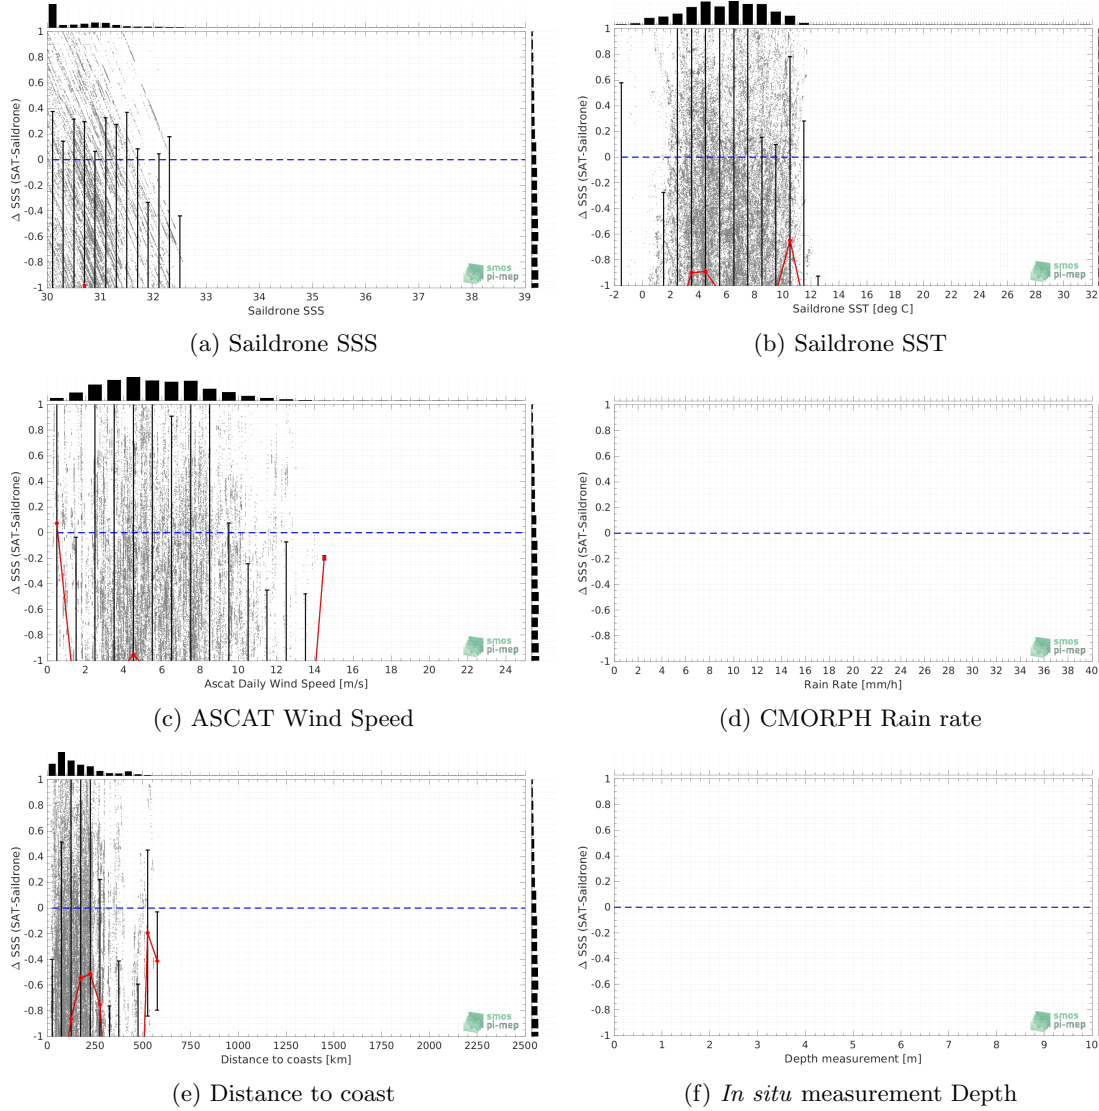 1
0.8
0.6
0.4
0.2
0
-0.2
-0.4
-0.6
-0.8
-1
Δ SSS (SAT-Saildrone)
smos
pi-mep
30 31 32 33 34 35 36 37 38 39
Saildrone SSS
(a) Saildrone SSS
1
0.8
0.6
0.4
0.2
0
-0.2
-0.4
-0.6
-0.8
-1
Δ SSS (SAT-Saildrone)
smos
pi-mep
-2 0 2 4 6 8 10 12 14 16 18 20 22 24 26 28 30 32
Saildrone SST [deg C]
(b) Saildrone SST
1
0.8
0.6
0.4
0.2
0
-0.2
-0.4
-0.6
-0.8
-1
Δ SSS (SAT-Saildrone)
smos
pi-mep
0 2 4 6 8 10 12 14 16 18 20 22 24
Ascat Daily Wind Speed [m/s]
(c) ASCAT Wind Speed
1
0.8
0.6
0.4
0.2
0
-0.2
-0.4
-0.6
-0.8
-1
Δ SSS (SAT-Saildrone)
smos
pi-mep
0 2 4 6 8 10 12 14 16 18 20 22 24 26 28 30 32 34 36 38 40
Rain Rate [mm/h]
(d) CMORPH Rain rate
1
0.8
0.6
0.4
0.2
0
-0.2
-0.4
-0.6
-0.8
-1
Δ SSS (SAT-Saildrone)
smos
pi-mep
0 250 500 750 1000 1250 1500 1750 2000 2250 2500
Distance to coasts [km]
(e) Distance to coast
1
0.8
0.6
0.4
0.2
0
-0.2
-0.4
-0.6
-0.8
-1
Δ SSS (SAT-Saildrone)
smos
pi-mep
0 1 2 3 4 5 6 7 8 9 10
Depth measurement [m]
(f) In situ measurement Depth